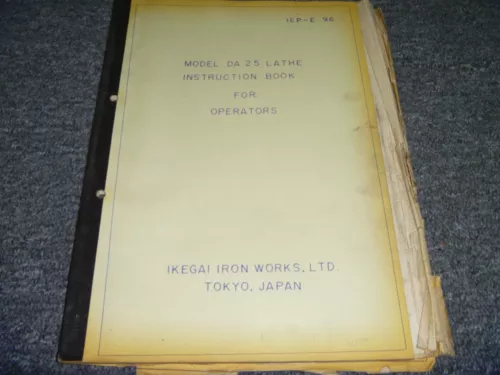 IEP-E 96
MODEL DA 25 LATHE
INSTRUCTION BOOK
FOR
OPERATORS
IKEGAI IRON WORKS, LTD.
TOKYO, JAPAN